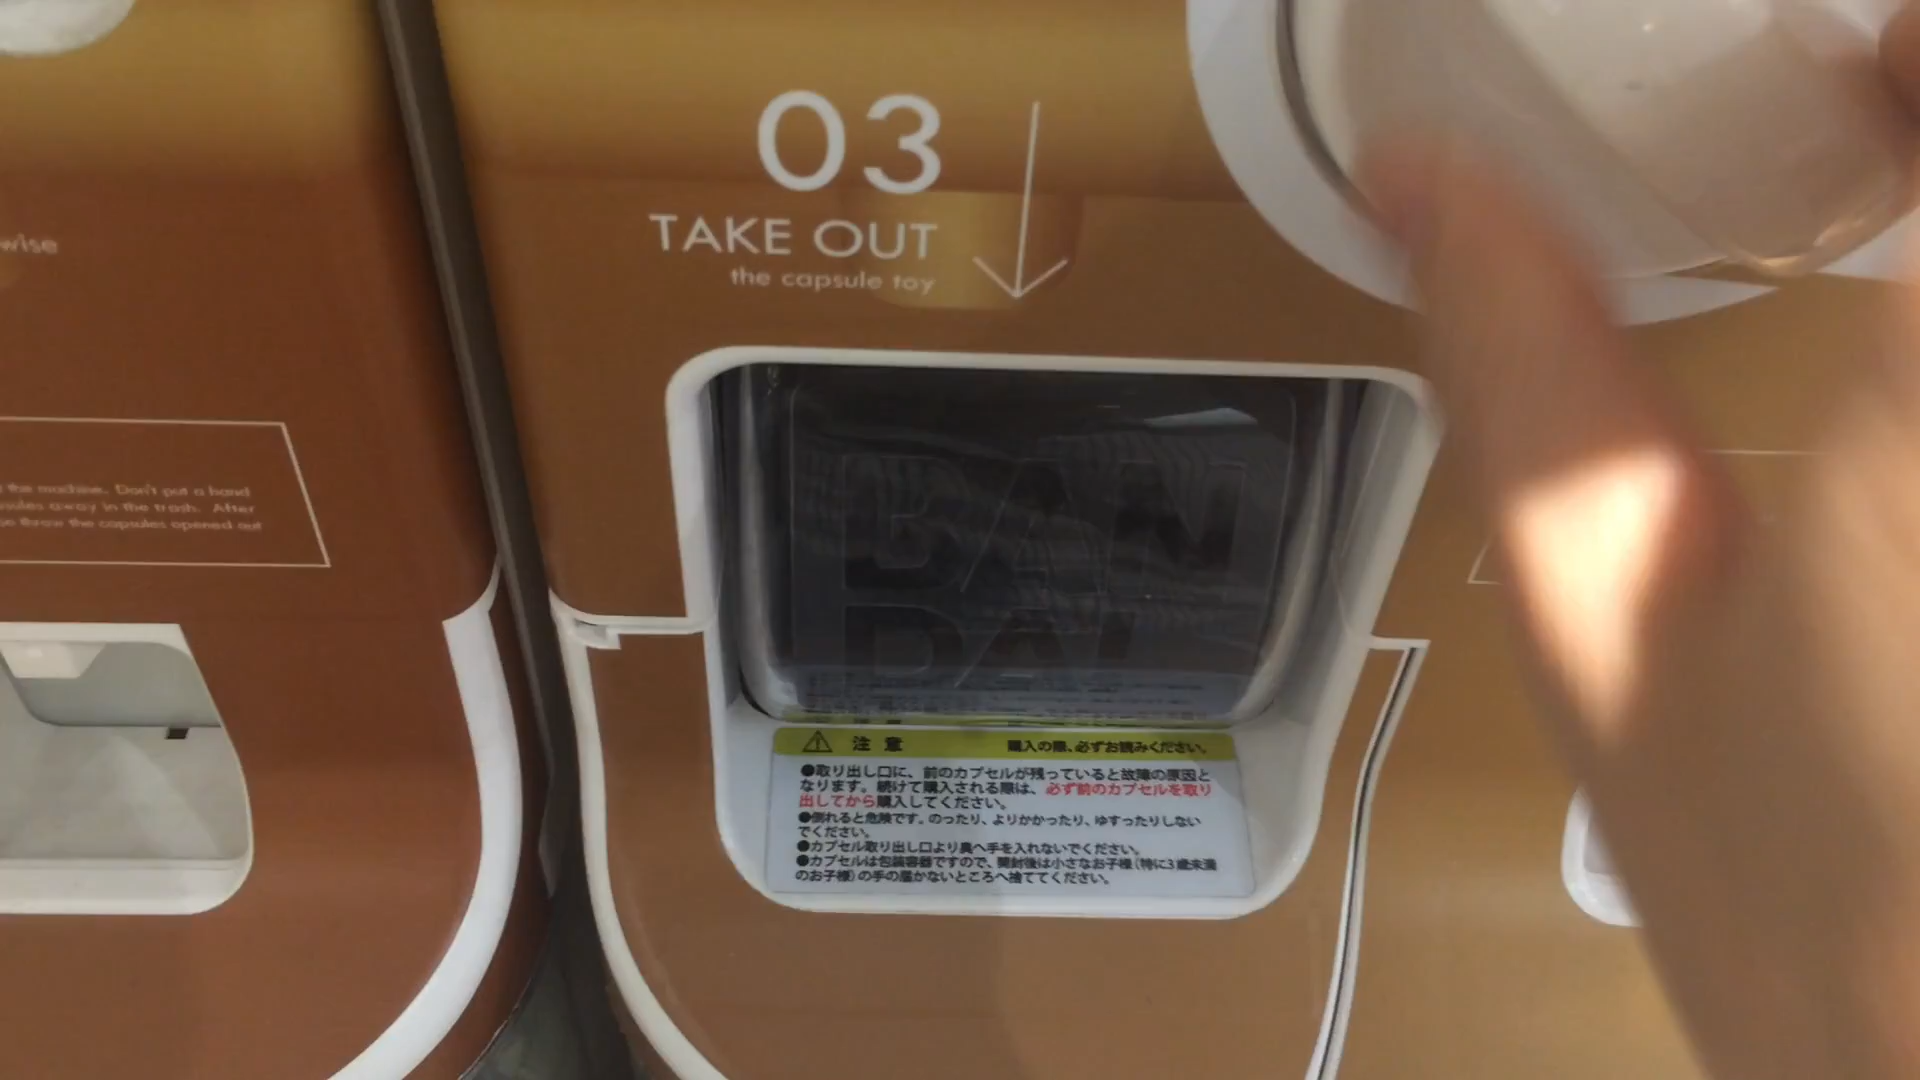 03
TAKE OUT
the capsule toy
wise
the machine. Don't put a hand
sules away in the trash. After
se throw the capsules opened out
BAN
DAI
注意 購入の際、必ずお読みください。
●取り出し口に、前のカプセルが残っていると故障の原因と
なります。続けて購入される際は、必ず前のカプセルを取り
出してから購入してください。
●倒れると危険です。のったり、よりかかったり、ゆすったりしない
でください。
●カプセル取り出し口より奥へ手を入れないでください。
●カプセルは包装容器ですので、開封後は小さなお子様（特に3歳未満
のお子様）の手の届かないところへ捨ててください。